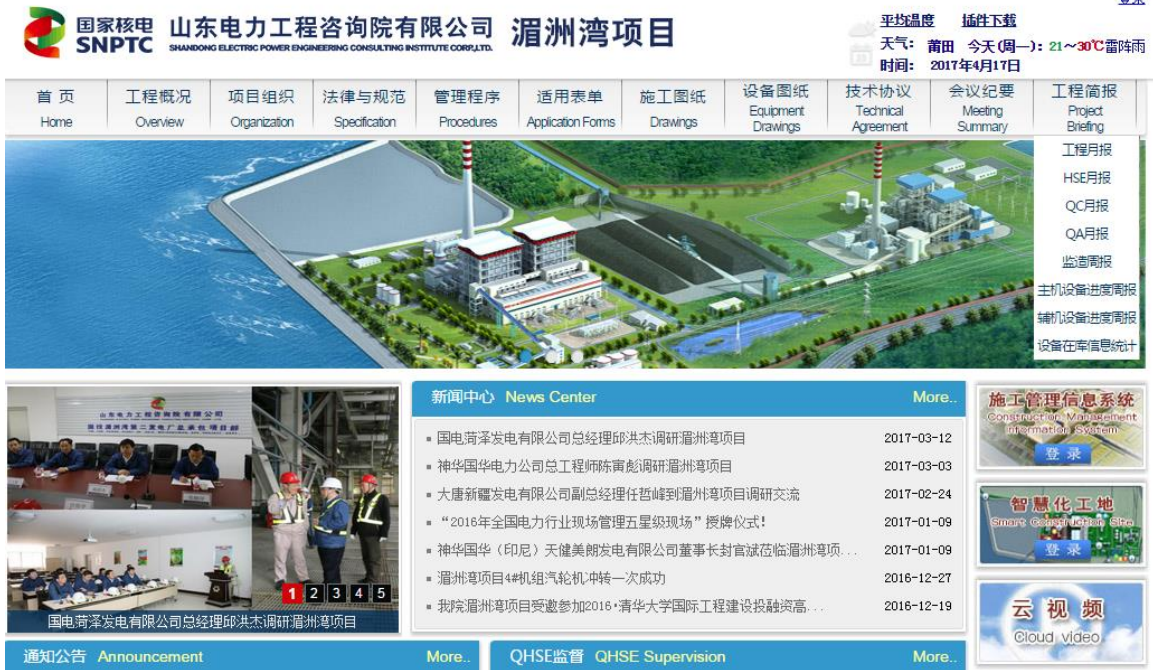 登录
国家核电
SNPTC
山东电力工程咨询院有限公司
SHANDONG ELECTRIC POWER ENGINEERING CONSULTING INSTITUTE CORP.,LTD.
湄洲湾项目
平均温度 插件下载
天气： 莆田 今天(周一)：21～30℃雷阵雨
时间： 2017年4月17日
首 页 工程概况 项目组织 法律与规范 管理程序 适用表单 施工图纸 设备图纸 技术协议 会议纪要 工程简报
Home Overview Organization Specification Procedures Application Forms Drawings Equipment Drawings Technical Agreement Meeting Summary Project Briefing
工程月报
HSE月报
QC月报
QA月报
监造周报
主机设备进度周报
辅机设备进度周报
设备在库信息统计
山东电力工程咨询院有限公司
国投湄洲湾第二发电厂总承包项目部
1 2 3 4 5
国电菏泽发电有限公司总经理邱洪杰调研湄洲湾项目
新闻中心 News Center More..
国电菏泽发电有限公司总经理邱洪杰调研湄洲湾项目 2017-03-12
神华国华电力公司总工程师陈寅彪调研湄洲湾项目 2017-03-03
大唐新疆发电有限公司副总经理任哲峰到湄州湾项目调研交流 2017-02-24
“2016年全国电力行业现场管理五星级现场”授牌仪式！ 2017-01-09
神华国华（印尼）天健美朗发电有限公司董事长封官斌莅临湄洲湾项... 2017-01-09
湄洲湾项目4#机组汽轮机冲转一次成功 2016-12-27
我院湄洲湾项目受邀参加2016·清华大学国际工程建设投融资高... 2016-12-19
施工管理信息系统
Construction Management
Information System
登 录
智慧化工地
Smart Construction Site
登 录
云 视 频
Cloud video
通知公告 Announcement More..
QHSE监督 QHSE Supervision More..